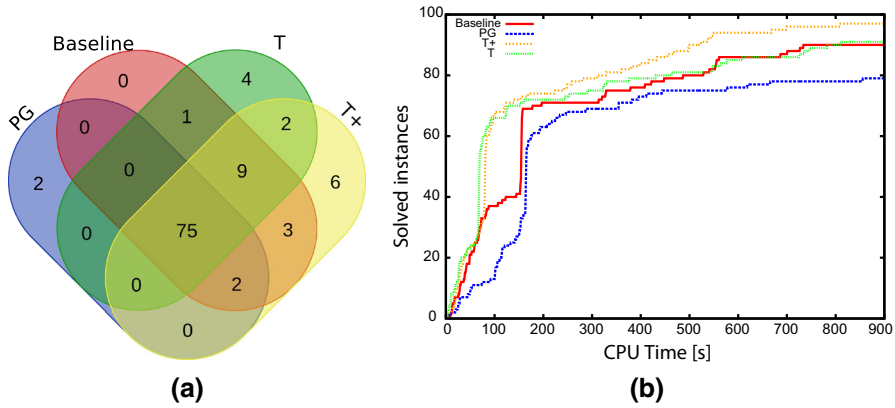 Baseline
T
PG
T+
0
4
0
1
2
2
0
9
6
0
75
3
0
2
0
(a)
(b)
100
80
60
40
20
0
Solved instances
Baseline
PG
T+
T
0 100 200 300 400 500 600 700 800 900
CPU Time [s]